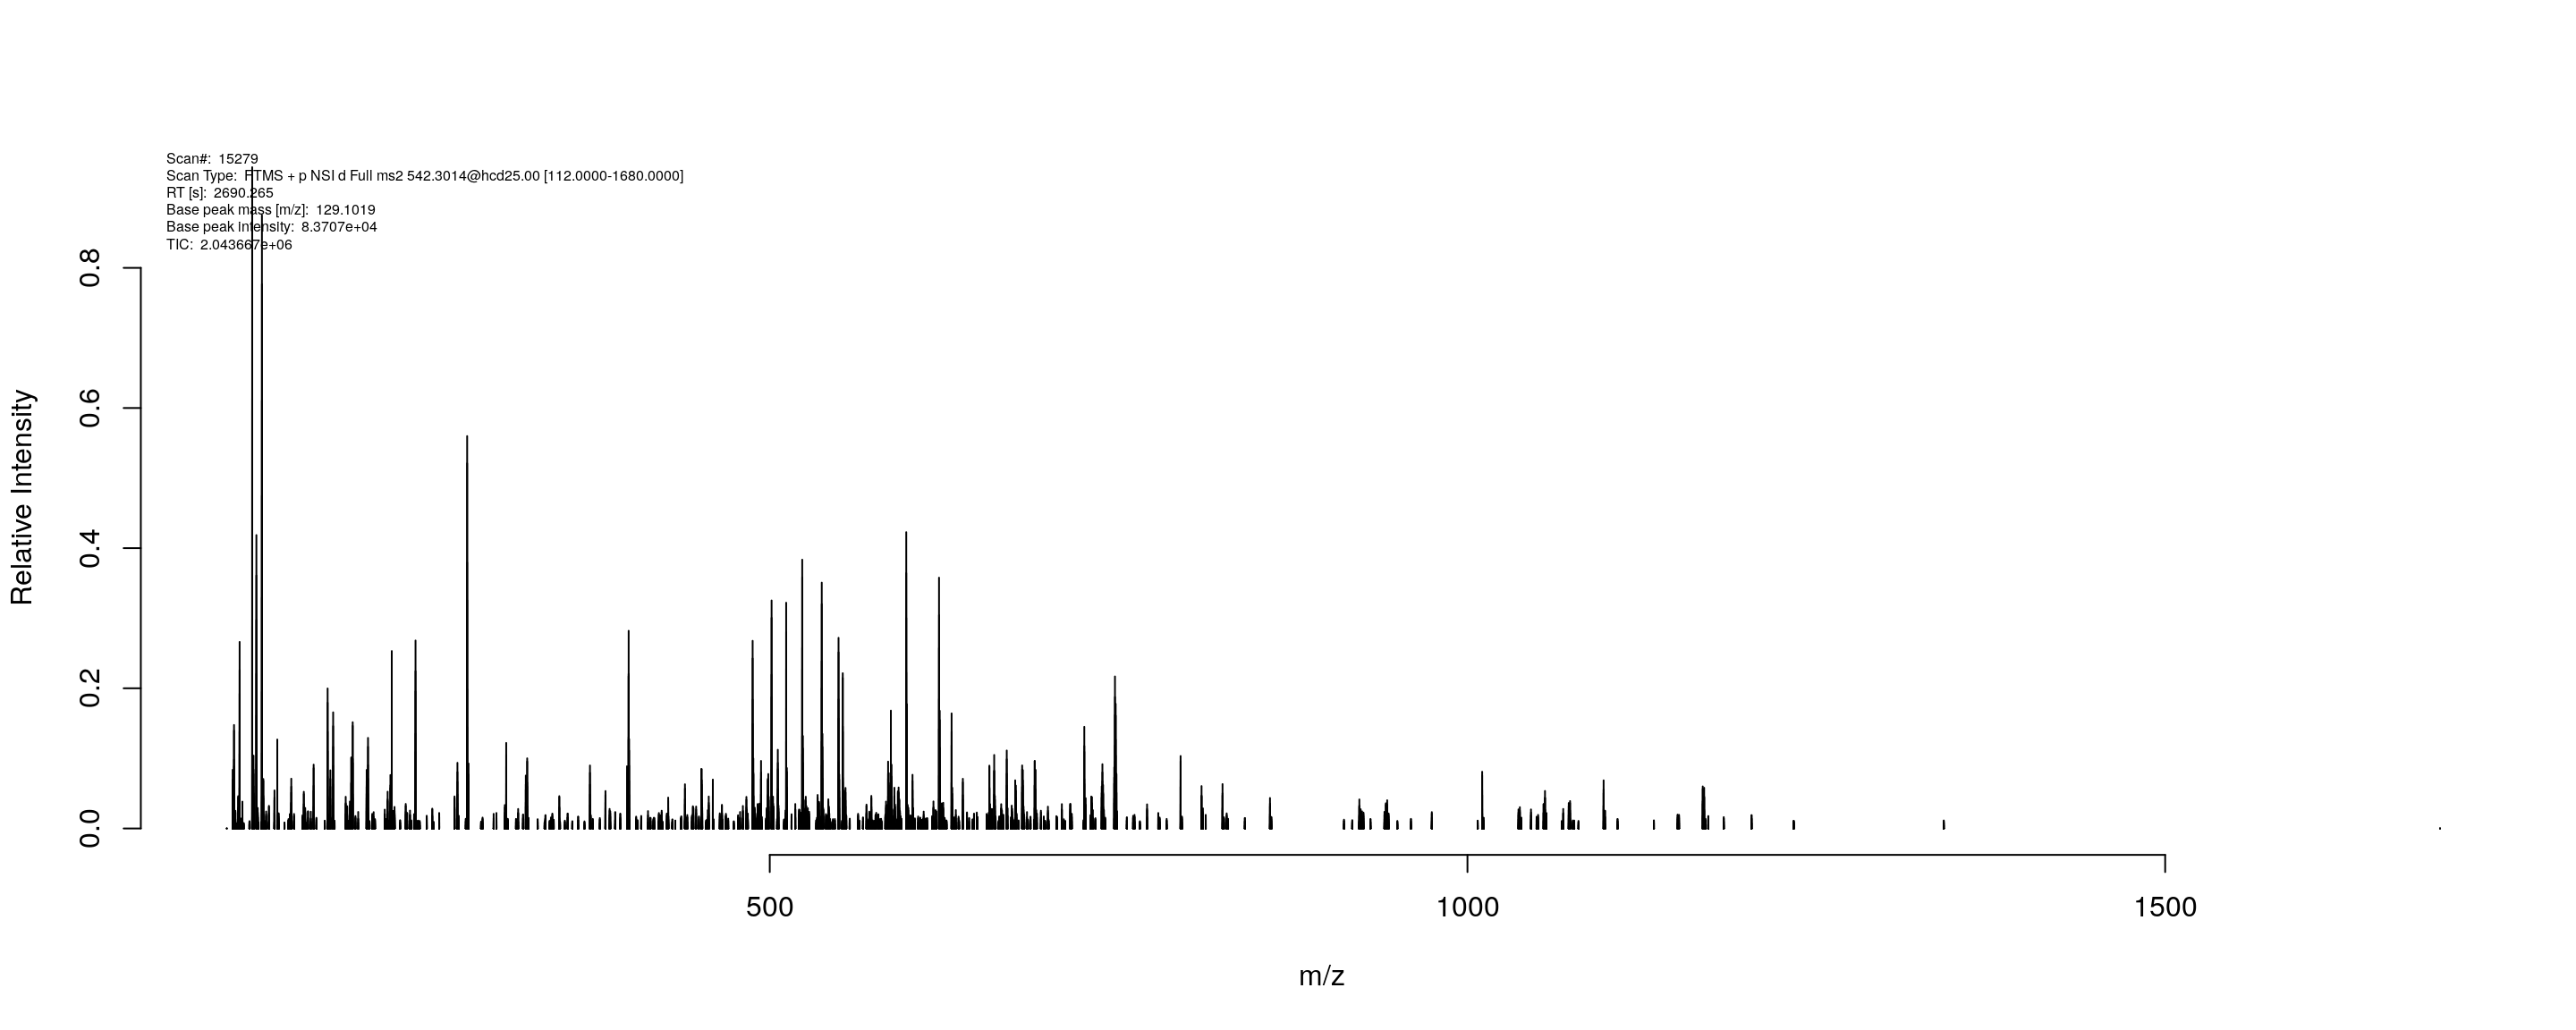 Scan#: 15279
Scan Type: FTMS + p NSI d Full ms2 542.3014@hcd25.00 [112.0000-1680.0000]
RT [s]: 2690.265
Base peak mass [m/z]: 129.1019
Base peak intensity: 8.3707e+04
TIC: 2.043667e+06
0.8
0.6
0.4
0.2
0.0
Relative Intensity
500 1000 1500
m/z